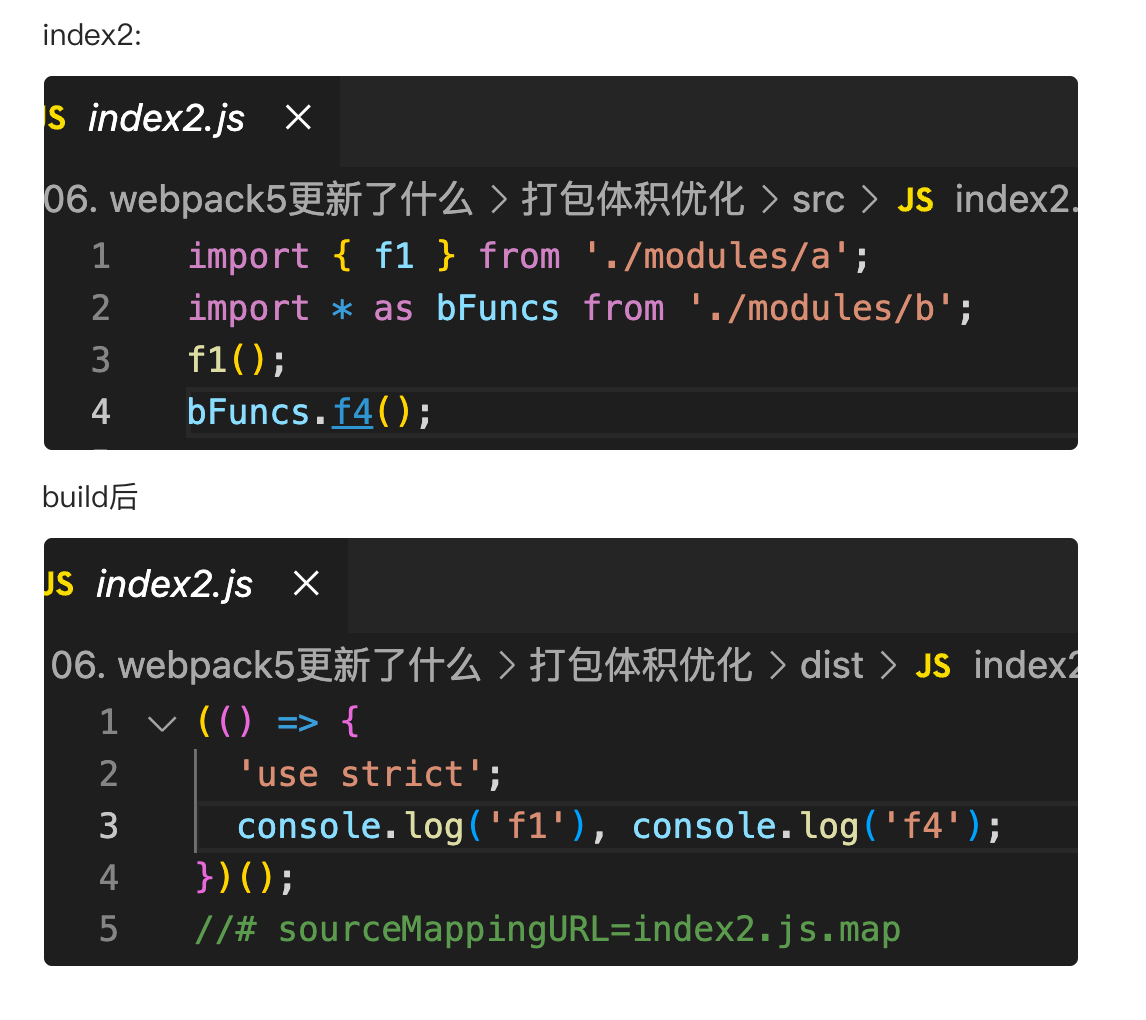 index2:
JS index2.js ×
06. webpack5更新了什么 > 打包体积优化 > src > JS index2.
1 import { f1 } from './modules/a';
2 import * as bFuncs from './modules/b';
3 f1();
4 bFuncs.f4();
build后
JS index2.js ×
06. webpack5更新了什么 > 打包体积优化 > dist > JS index2
1 (() => {
2 'use strict';
3 console.log('f1'), console.log('f4');
4 })();
5 //# sourceMappingURL=index2.js.map